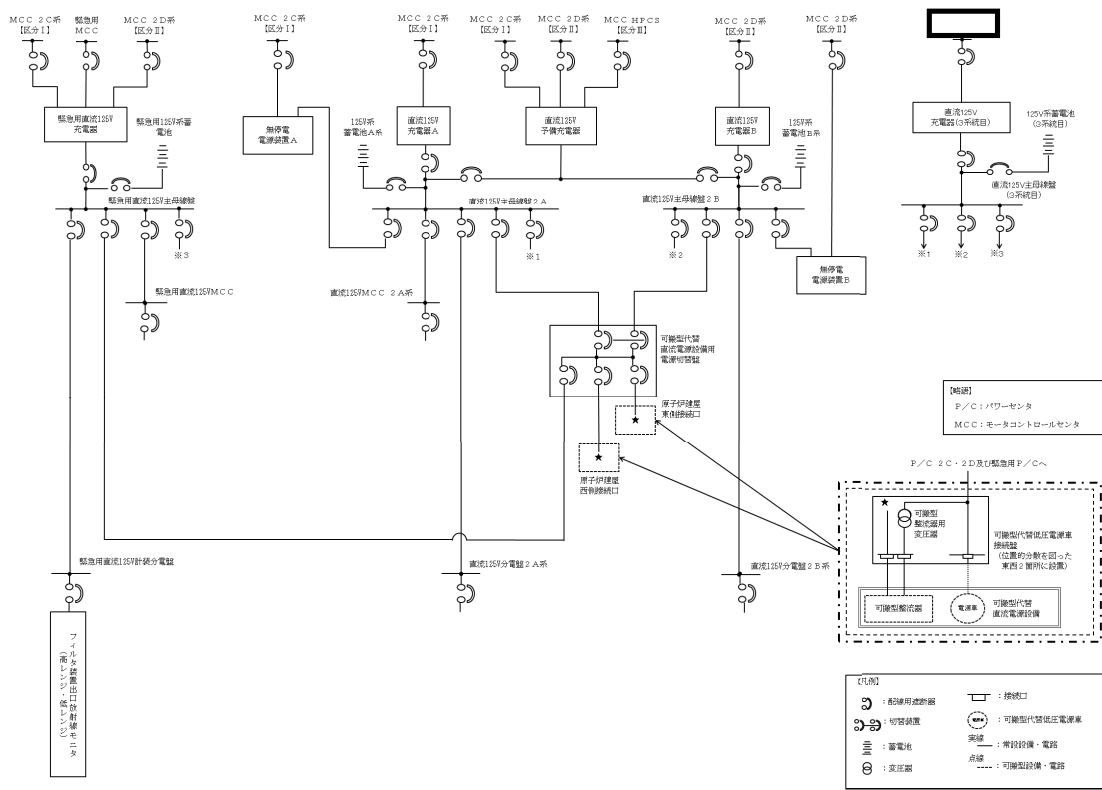 MCC 2C系
【区分Ⅰ】
緊急用
MCC
MCC 2D系
【区分Ⅱ】
MCC 2C系
【区分Ⅰ】
MCC 2C系
【区分Ⅰ】
MCC 2C系
【区分Ⅰ】
MCC 2D系
【区分Ⅱ】
MCC HPCS
【区分Ⅲ】
MCC 2D系
【区分Ⅱ】
MCC 2D系
【区分Ⅱ】
緊急用直流125V
充電器
緊急用125V系蓄
電池
無停電
電源装置A
125V系
蓄電池A系
直流125V
充電器A
直流125V
予備充電器
直流125V
充電器B
125V系
蓄電池B系
直流125V
充電器(3系統目)
125V系蓄電池
(3系統目)
緊急用直流125V主母線盤
直流125V主母線盤2A
直流125V主母線盤2B
直流125V主母線盤
(3系統目)
※3
※1
※2
※1
※2
※3
無停電
電源装置B
緊急用直流125VMCC
直流125VMCC 2A系
可搬型代替
直流電源設備用
電源切替盤
原子炉建屋
東側接続口
原子炉建屋
西側接続口
【略語】
P/C:パワーセンタ
MCC:モータコントロールセンタ
P/C 2C・2D及び緊急用P/Cへ
可搬型
整流器用
変圧器
可搬型代替低圧電源車
接続盤
(位置的分散を図った
東西2箇所に設置)
可搬型整流器
電源車
可搬型代替
直流電源設備
緊急用直流125V計装分電盤
直流125V分電盤2A系
直流125V分電盤2B系
フィルタ装置出口放射線モニタ
(高レンジ・低レンジ)
【凡例】
:配線用遮断器
:切替装置
:蓄電池
:変圧器
:接続口
電源車
:可搬型代替低圧電源車
実線
:常設設備・電路
点線
:可搬型設備・電路